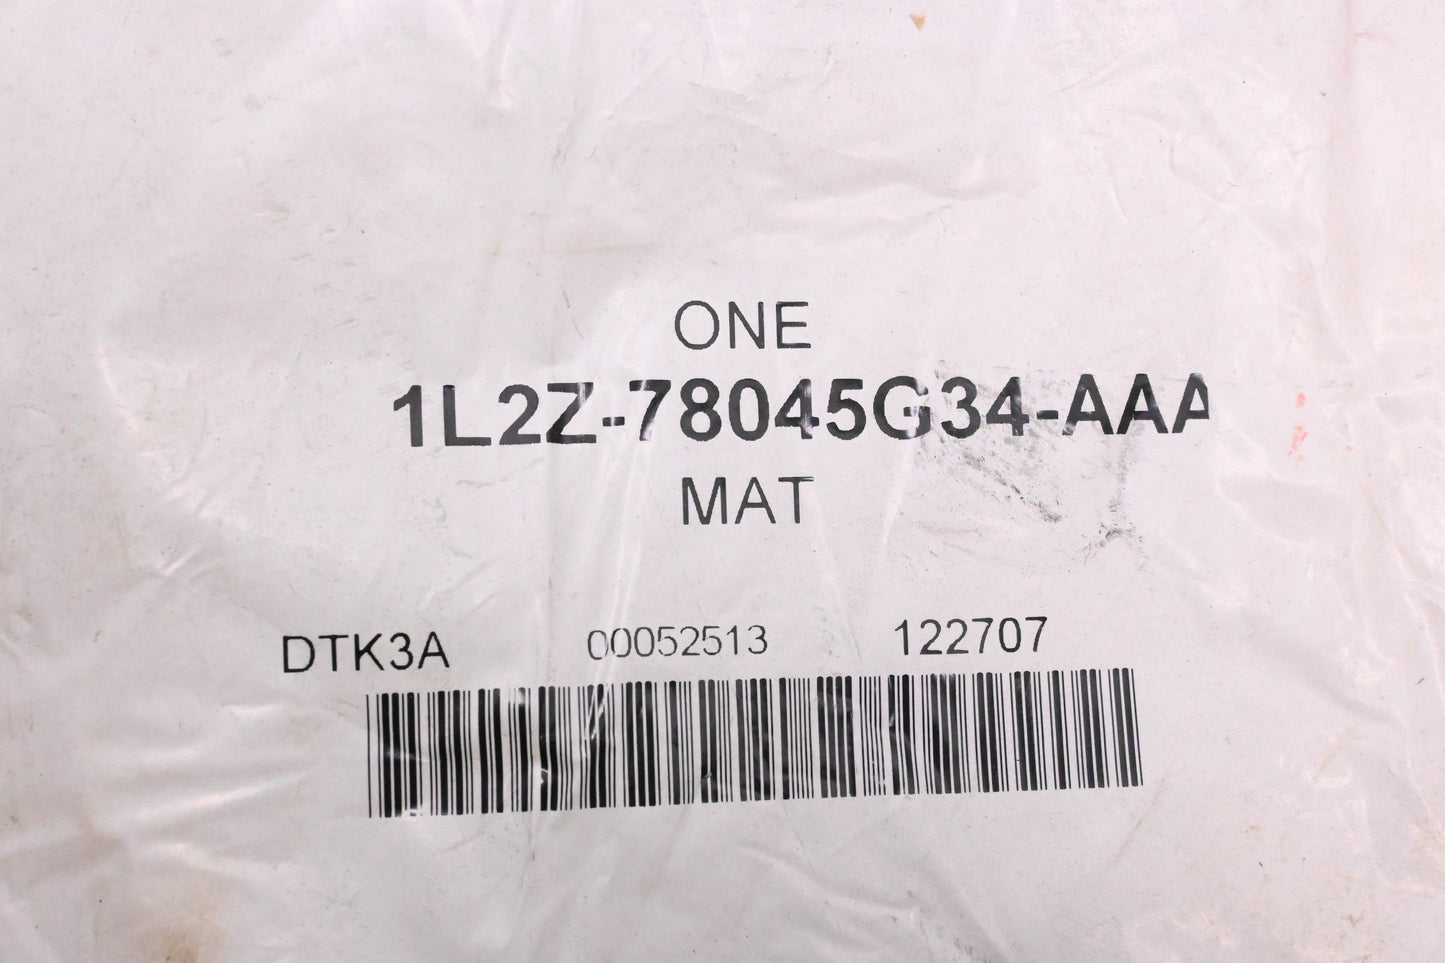 ONE
1L2Z-78045G34-AAA
MAT
DTK3A 00052513 122707